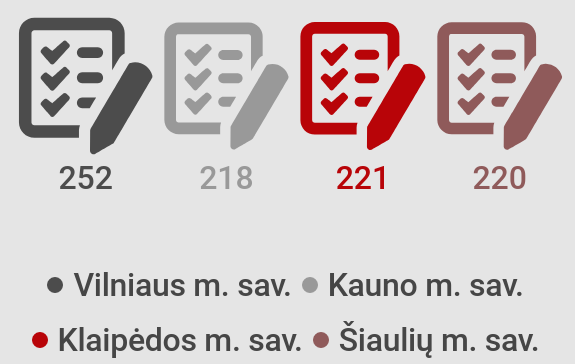 252 218 221 220
Vilniaus m. sav. Kauno m. sav.
Klaipėdos m. sav. Šiaulių m. sav.